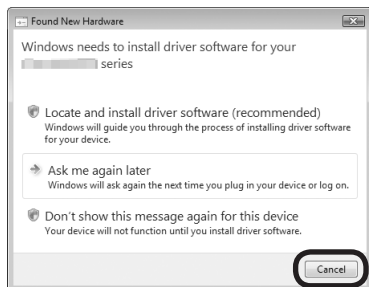 Found New Hardware
Windows needs to install driver software for your
series
Locate and install driver software (recommended)
Windows will guide you through the process of installing driver software
for your device.
Ask me again later
Windows will ask again the next time you plug in your device or log on.
Don't show this message again for this device
Your device will not function until you install driver software.
Cancel